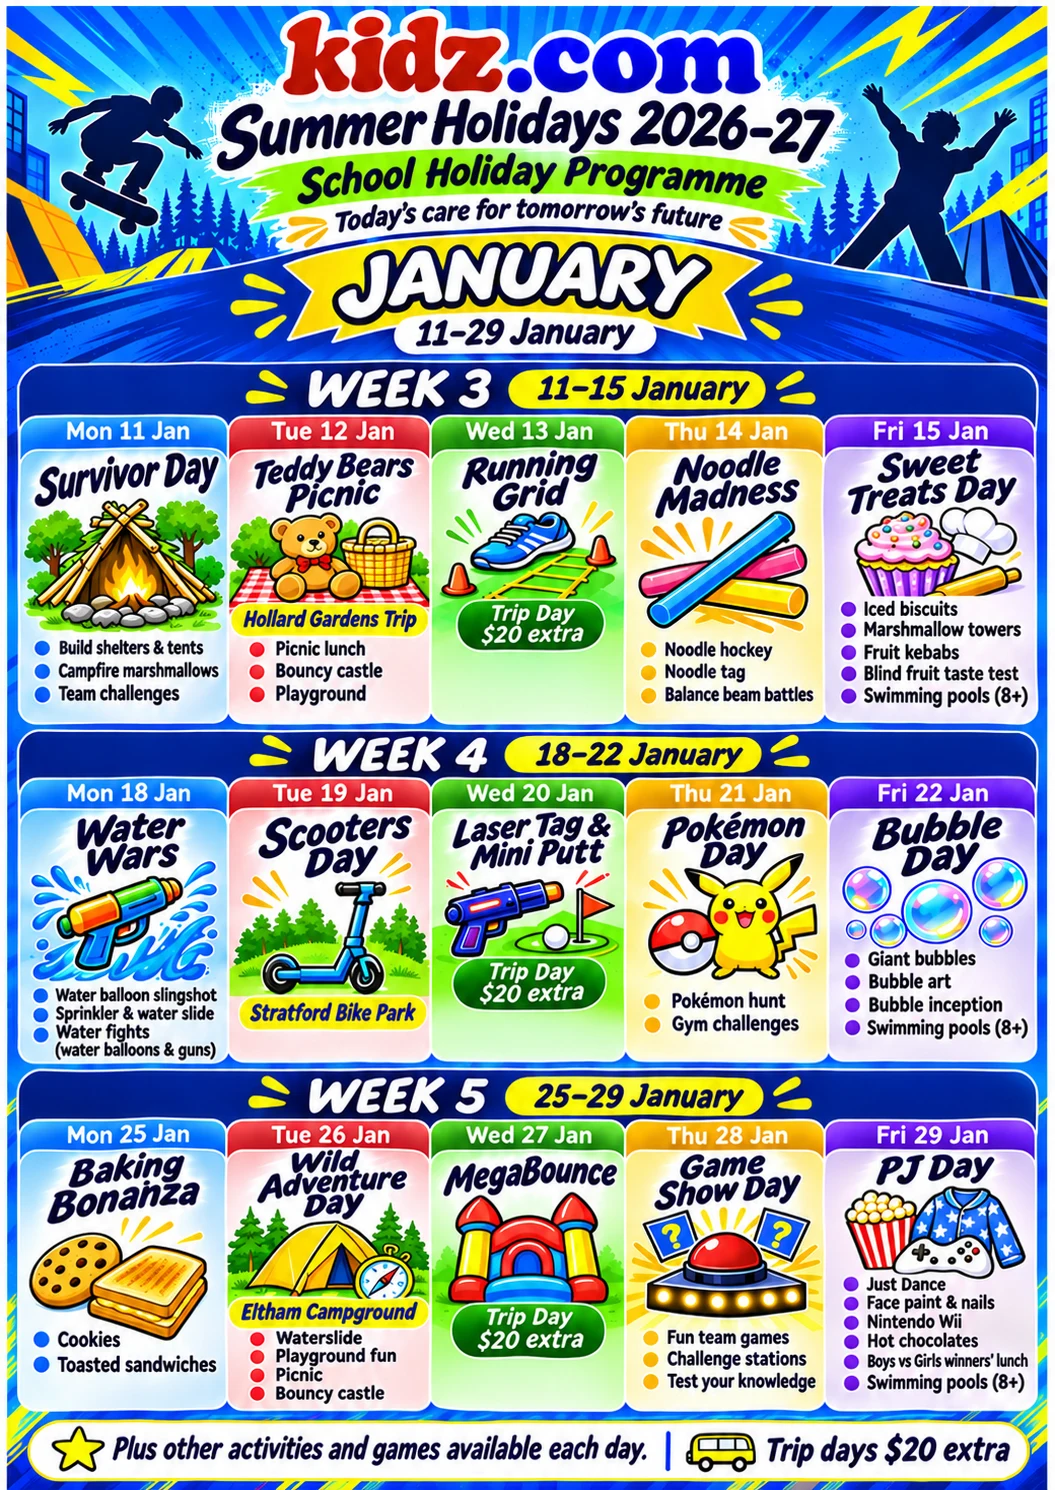 kidz.com
Summer Holidays 2026-27
School Holiday Programme
Today's care for tomorrow's future
JANUARY
11-29 January
WEEK 3 11-15 January
Mon 11 Jan
Survivor Day
Build shelters & tents
Campfire marshmallows
Team challenges
Tue 12 Jan
Teddy Bears
Picnic
Hollard Gardens Trip
Picnic lunch
Bouncy castle
Playground
Wed 13 Jan
Running
Grid
Trip Day
$20 extra
Thu 14 Jan
Noodle
Madness
Noodle hockey
Noodle tag
Balance beam battles
Fri 15 Jan
Sweet
Treats Day
Iced biscuits
Marshmallow towers
Fruit kebabs
Blind fruit taste test
Swimming pools (8+)
WEEK 4 18-22 January
Mon 18 Jan
Water
Wars
Water balloon slingshot
Sprinkler & water slide
Water fights
(water balloons & guns)
Tue 19 Jan
Scooters
Day
Stratford Bike Park
Wed 20 Jan
Laser Tag &
Mini Putt
Trip Day
$20 extra
Thu 21 Jan
Pokémon
Day
Pokémon hunt
Gym challenges
Fri 22 Jan
Bubble
Day
Giant bubbles
Bubble art
Bubble inception
Swimming pools (8+)
WEEK 5 25-29 January
Mon 25 Jan
Baking
Bonanza
Cookies
Toasted sandwiches
Tue 26 Jan
Wild
Adventure
Day
Eltham Campground
Waterslide
Playground fun
Picnic
Bouncy castle
Wed 27 Jan
MegaBounce
Trip Day
$20 extra
Thu 28 Jan
Game
Show Day
? ?
Fun team games
Challenge stations
Test your knowledge
Fri 29 Jan
PJ Day
Just Dance
Face paint & nails
Nintendo Wii
Hot chocolates
Boys vs Girls winners' lunch
Swimming pools (8+)
Plus other activities and games available each day. | Trip days $20 extra